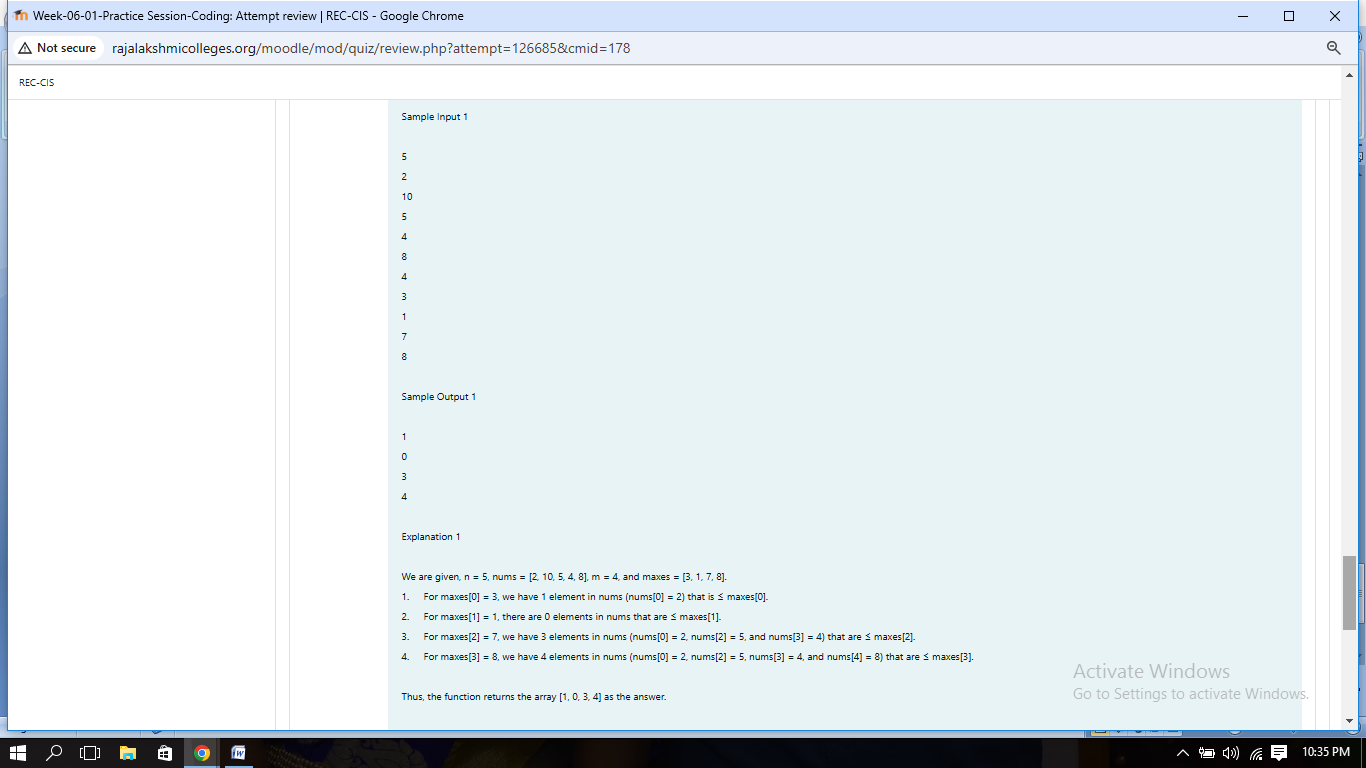 Week-06-01-Practice Session-Coding: Attempt review | REC-CIS - Google Chrome
Not secure rajalakshmicolleges.org/moodle/mod/quiz/review.php?attempt=126685&cmid=178
REC-CIS
Sample Input 1
5
2
10
5
4
8
4
3
1
7
8
Sample Output 1
1
0
3
4
Explanation 1
We are given, n = 5, nums = [2, 10, 5, 4, 8], m = 4, and maxes = [3, 1, 7, 8].
1. For maxes[0] = 3, we have 1 element in nums (nums[0] = 2) that is ≤ maxes[0].
2. For maxes[1] = 1, there are 0 elements in nums that are ≤ maxes[1].
3. For maxes[2] = 7, we have 3 elements in nums (nums[0] = 2, nums[2] = 5, and nums[3] = 4) that are ≤ maxes[2].
4. For maxes[3] = 8, we have 4 elements in nums (nums[0] = 2, nums[2] = 5, nums[3] = 4, and nums[4] = 8) that are ≤ maxes[3].
Thus, the function returns the array [1, 0, 3, 4] as the answer.
Activate Windows
Go to Settings to activate Windows.
10:35 PM